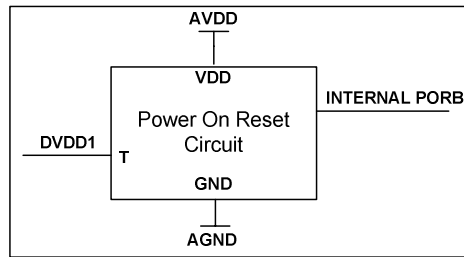 AVDD
VDD
INTERNAL PORB
Power On Reset
Circuit
DVDD1
T
GND
AGND